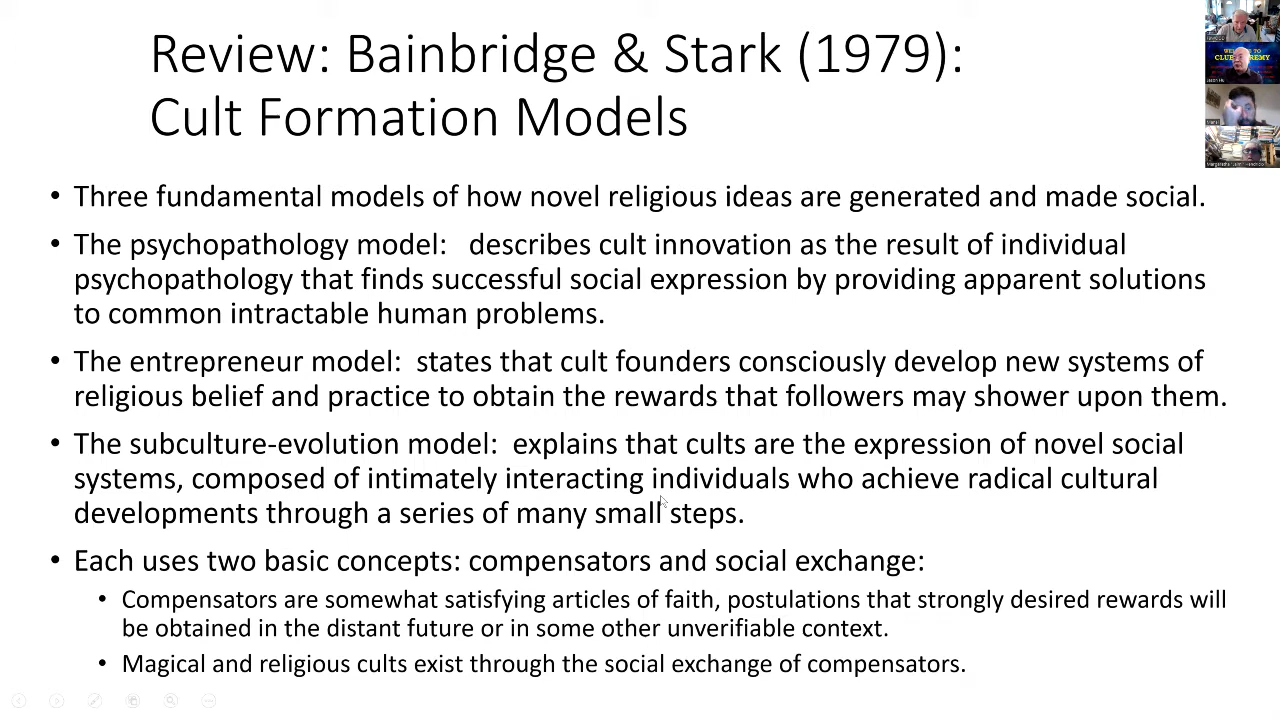 Review: Bainbridge & Stark (1979):
Cult Formation Models
• Three fundamental models of how novel religious ideas are generated and made social.
• The psychopathology model:   describes cult innovation as the result of individual
psychopathology that finds successful social expression by providing apparent solutions
to common intractable human problems.
• The entrepreneur model:  states that cult founders consciously develop new systems of
religious belief and practice to obtain the rewards that followers may shower upon them.
• The subculture-evolution model:  explains that cults are the expression of novel social
systems, composed of intimately interacting individuals who achieve radical cultural
developments through a series of many small steps.
• Each uses two basic concepts: compensators and social exchange:
• Compensators are somewhat satisfying articles of faith, postulations that strongly desired rewards will
be obtained in the distant future or in some other unverifiable context.
• Magical and religious cults exist through the social exchange of compensators.